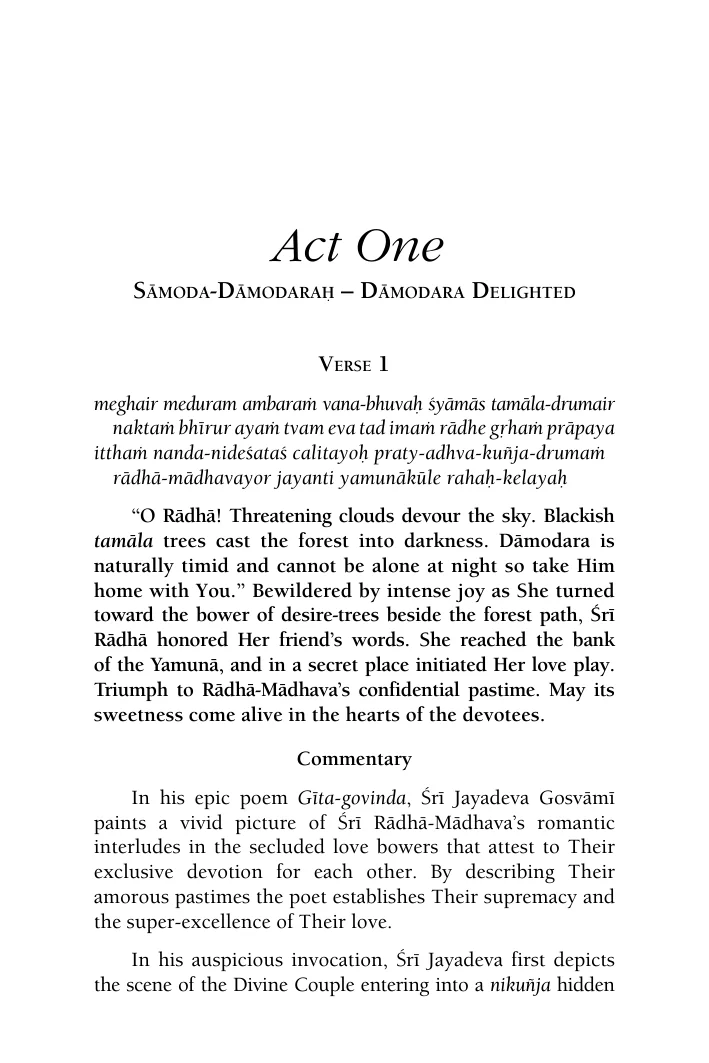 Act One
Sāmoda-Dāmodaraḥ – Dāmodara Delighted
Verse 1
meghair meduram ambaraṁ vana-bhuvaḥ śyāmās tamāla-drumair
naktaṁ bhīrur ayaṁ tvam eva tad imaṁ rādhe gṛhaṁ prāpaya
itthaṁ nanda-nideśataś calitayoḥ praty-adhva-kuñja-drumaṁ
rādhā-mādhavayor jayanti yamunākūle rahaḥ-kelayaḥ
“O Rādhā! Threatening clouds devour the sky. Blackish
tamāla trees cast the forest into darkness. Dāmodara is
naturally timid and cannot be alone at night so take Him
home with You.” Bewildered by intense joy as She turned
toward the bower of desire-trees beside the forest path, Śrī
Rādhā honored Her friend’s words. She reached the bank
of the Yamunā, and in a secret place initiated Her love play.
Triumph to Rādhā-Mādhava’s confidential pastime. May its
sweetness come alive in the hearts of the devotees.
Commentary
In his epic poem Gīta-govinda, Śrī Jayadeva Gosvāmī
paints a vivid picture of Śrī Rādhā-Mādhava’s romantic
interludes in the secluded love bowers that attest to Their
exclusive devotion for each other. By describing Their
amorous pastimes the poet establishes Their supremacy and
the super-excellence of Their love.
In his auspicious invocation, Śrī Jayadeva first depicts
the scene of the Divine Couple entering into a nikuñja hidden